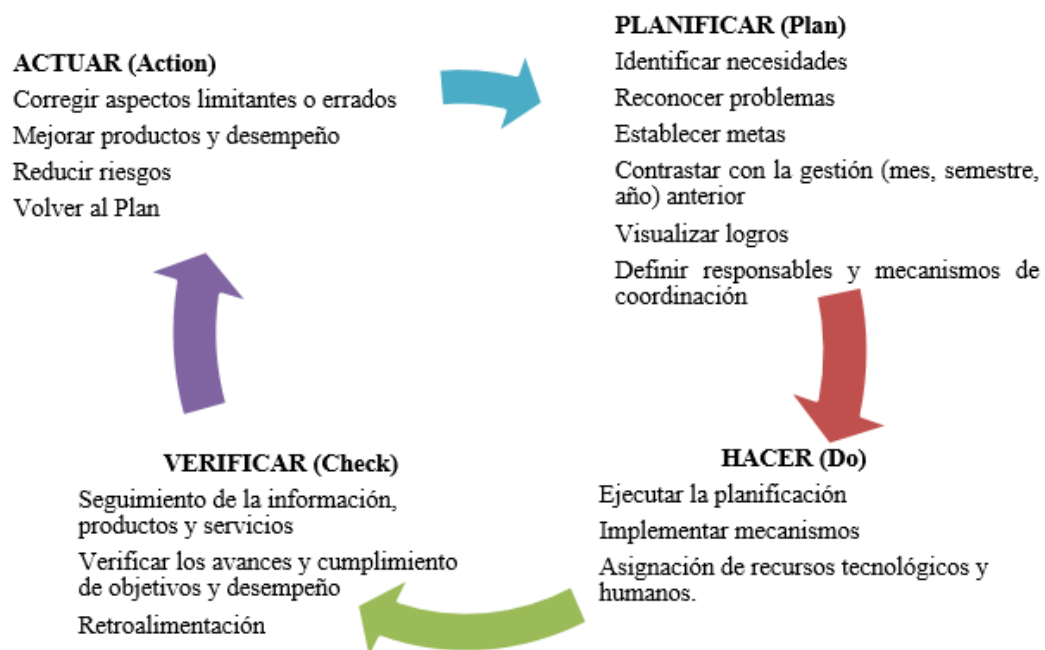 ACTUAR (Action)
Corregir aspectos limitantes o errados
Mejorar productos y desempeño
Reducir riesgos
Volver al Plan
PLANIFICAR (Plan)
Identificar necesidades
Reconocer problemas
Establecer metas
Contrastar con la gestión (mes, semestre,
año) anterior
Visualizar logros
Definir responsables y mecanismos de
coordinación
HACER (Do)
Ejecutar la planificación
Implementar mecanismos
Asignación de recursos tecnológicos y
humanos.
VERIFICAR (Check)
Seguimiento de la información,
productos y servicios
Verificar los avances y cumplimiento
de objetivos y desempeño
Retroalimentación